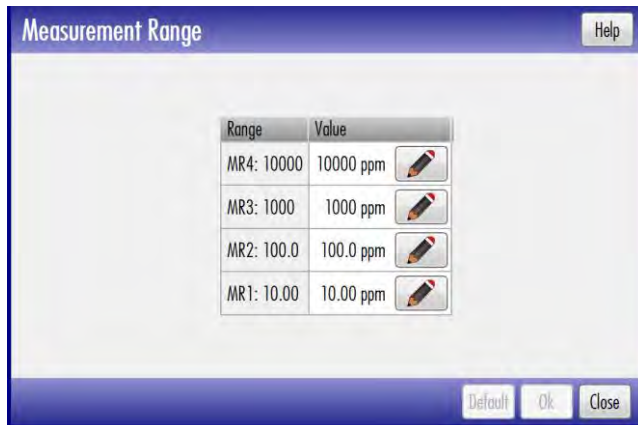 Measurement Range Help
Range Value
MR4: 10000 10000 ppm
MR3: 1000 1000 ppm
MR2: 100.0 100.0 ppm
MR1: 10.00 10.00 ppm
Default Ok Close